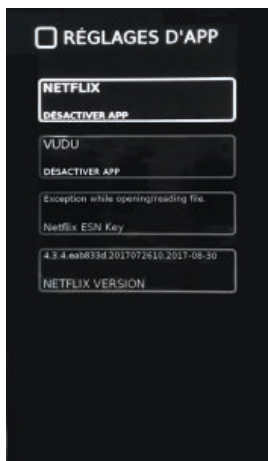 RÉGLAGES D'APP
NETFLIX
DÉSACTIVER APP
VUDU
DÉSACTIVER APP
Exception while opening/reading file.
Netflix ESN Key
4.3.4.eab833d.2017072610.2017-08-30
NETFLIX VERSION